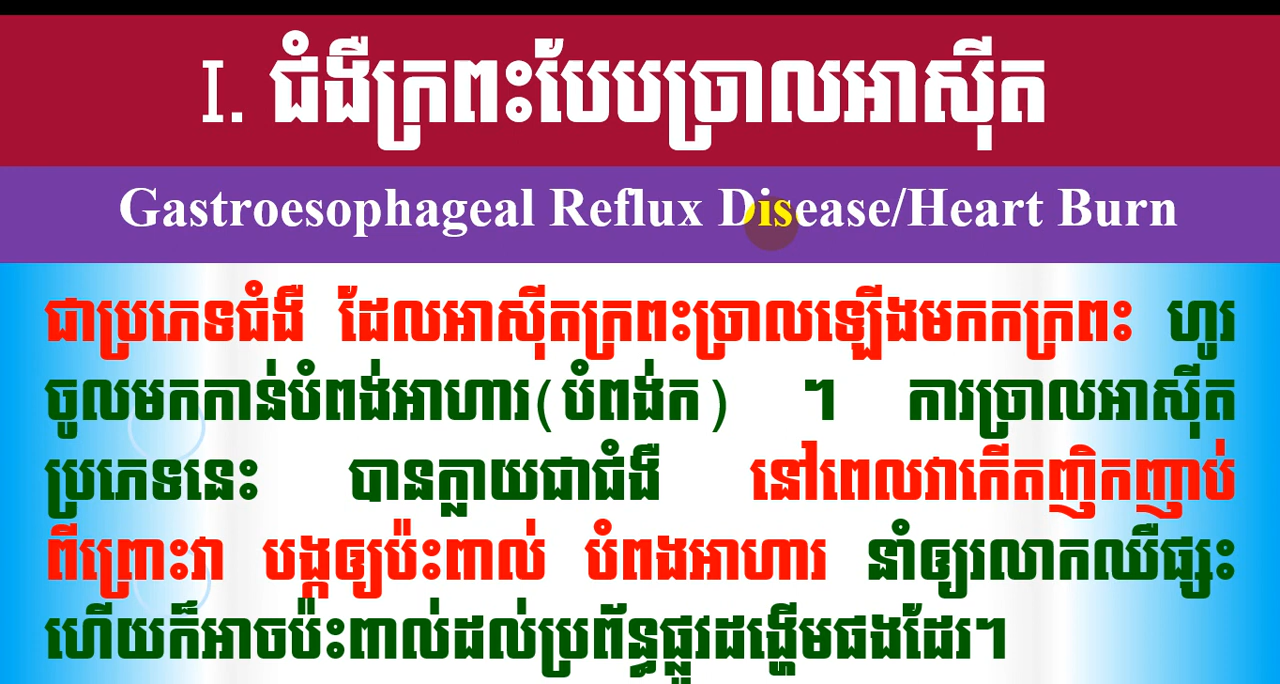 I. ជំងឺក្រពះបែបច្រាលអាស៊ីត
Gastroesophageal Reflux Disease/Heart Burn
ជាប្រភេទជំងឺ ដែលអាស៊ីតក្រពះច្រាលឡើងមកកក្រពះ ហូរ
ចូលមកកាន់បំពង់អាហារ(បំពង់ក) ។ ការច្រាលអាស៊ីត
ប្រភេទនេះ បានក្លាយជាជំងឺ នៅពេលវាកើតញិកញាប់
ពីព្រោះវា បង្កឲ្យប៉ះពាល់ បំពងអាហារ នាំឲ្យរលាកឈឺផ្សះ
ហើយក៏អាចប៉ះពាល់ដល់ប្រព័ន្ធផ្លូវដង្ហើមផងដែរ។